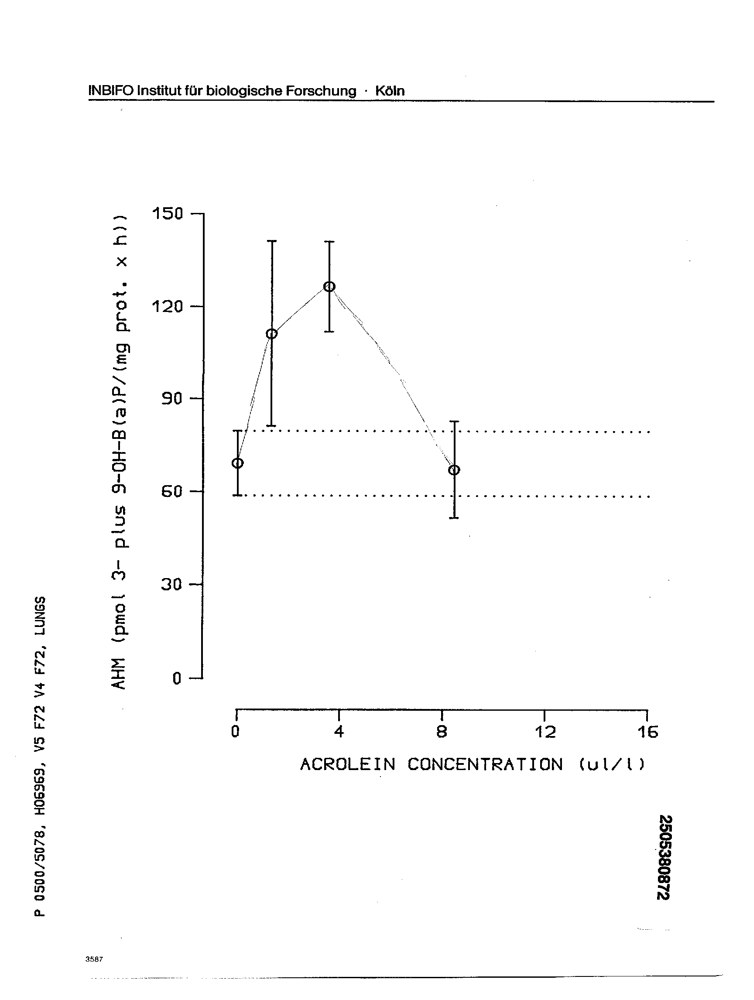 INBIFO Institut für biologische Forschung · Köln
AHM (pmol 3- plus 9-OH-B(a)P/(mg prot. x h))
150
120
90
60
30
0
0 4 8 12 16
ACROLEIN CONCENTRATION (ul/l)
P 0500/5078, H06969, V5 F72 V4 F72, LUNGS
2505380872
3587